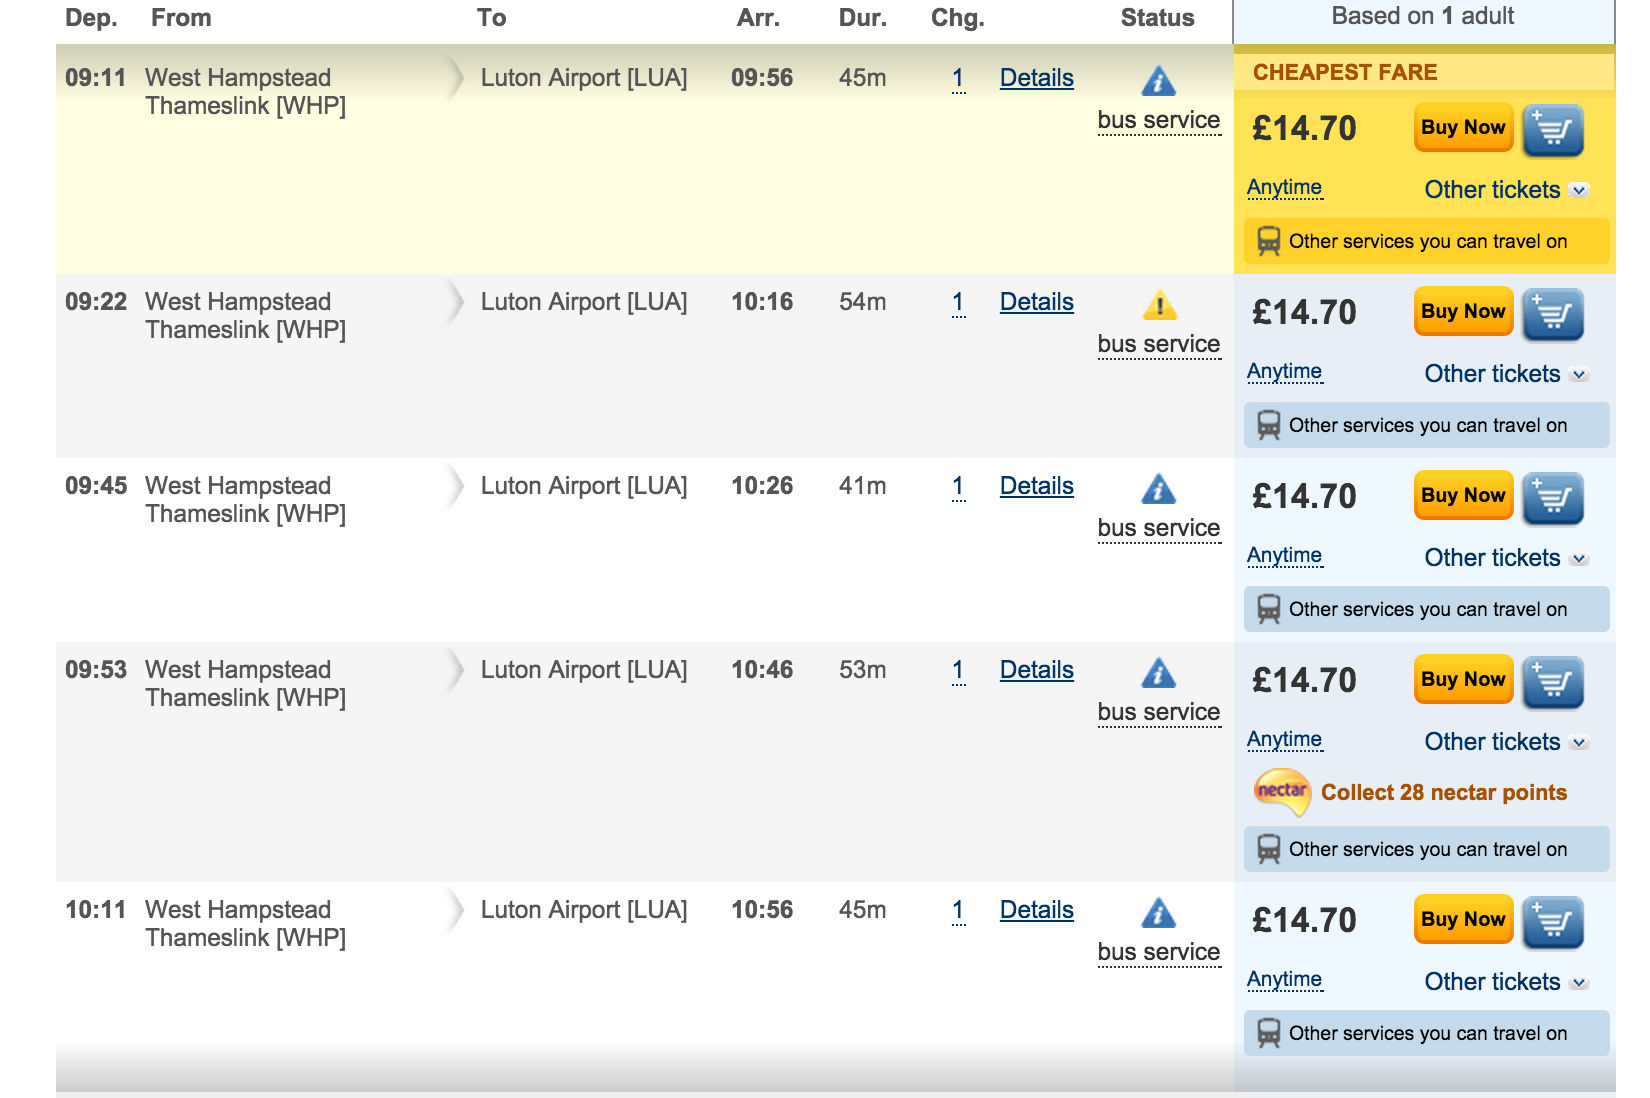 Dep. From To Arr. Dur. Chg. Status Based on 1 adult
CHEAPEST FARE
09:11 West Hampstead Luton Airport [LUA] 09:56 45m 1 Details
Thameslink [WHP]
bus service
£14.70 Buy Now
Anytime Other tickets
Other services you can travel on
09:22 West Hampstead Luton Airport [LUA] 10:16 54m 1 Details
Thameslink [WHP]
bus service
£14.70 Buy Now
Anytime Other tickets
Other services you can travel on
09:45 West Hampstead Luton Airport [LUA] 10:26 41m 1 Details
Thameslink [WHP]
bus service
£14.70 Buy Now
Anytime Other tickets
Other services you can travel on
09:53 West Hampstead Luton Airport [LUA] 10:46 53m 1 Details
Thameslink [WHP]
bus service
£14.70 Buy Now
Anytime Other tickets
nectar Collect 28 nectar points
Other services you can travel on
10:11 West Hampstead Luton Airport [LUA] 10:56 45m 1 Details
Thameslink [WHP]
bus service
£14.70 Buy Now
Anytime Other tickets
Other services you can travel on